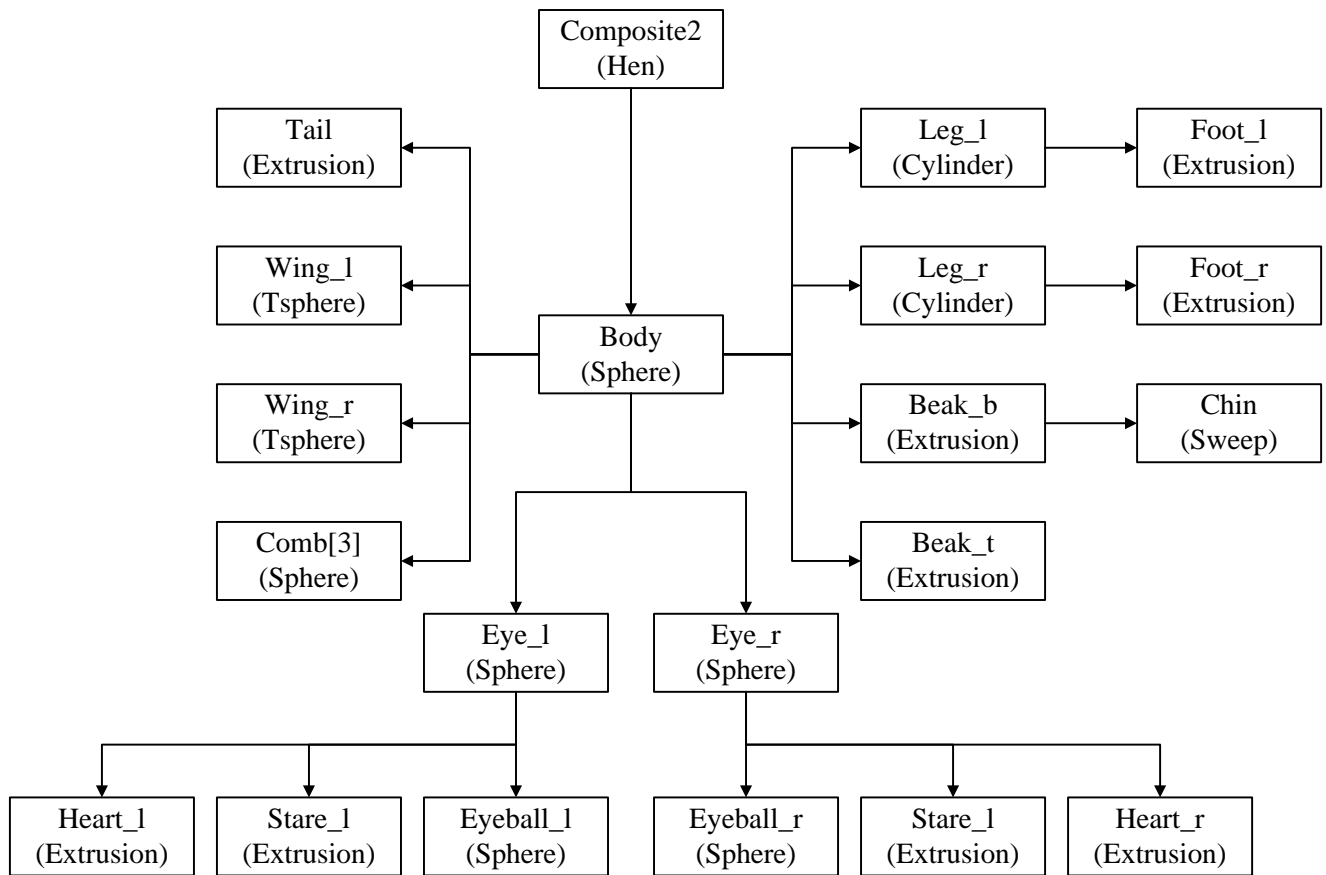 Composite2
(Hen)
Tail
(Extrusion)
Leg_l
(Cylinder)
Foot_l
(Extrusion)
Wing_l
(Tsphere)
Leg_r
(Cylinder)
Foot_r
(Extrusion)
Body
(Sphere)
Wing_r
(Tsphere)
Beak_b
(Extrusion)
Chin
(Sweep)
Comb[3]
(Sphere)
Beak_t
(Extrusion)
Eye_l
(Sphere)
Eye_r
(Sphere)
Heart_l
(Extrusion)
Stare_l
(Extrusion)
Eyeball_l
(Sphere)
Eyeball_r
(Sphere)
Stare_l
(Extrusion)
Heart_r
(Extrusion)